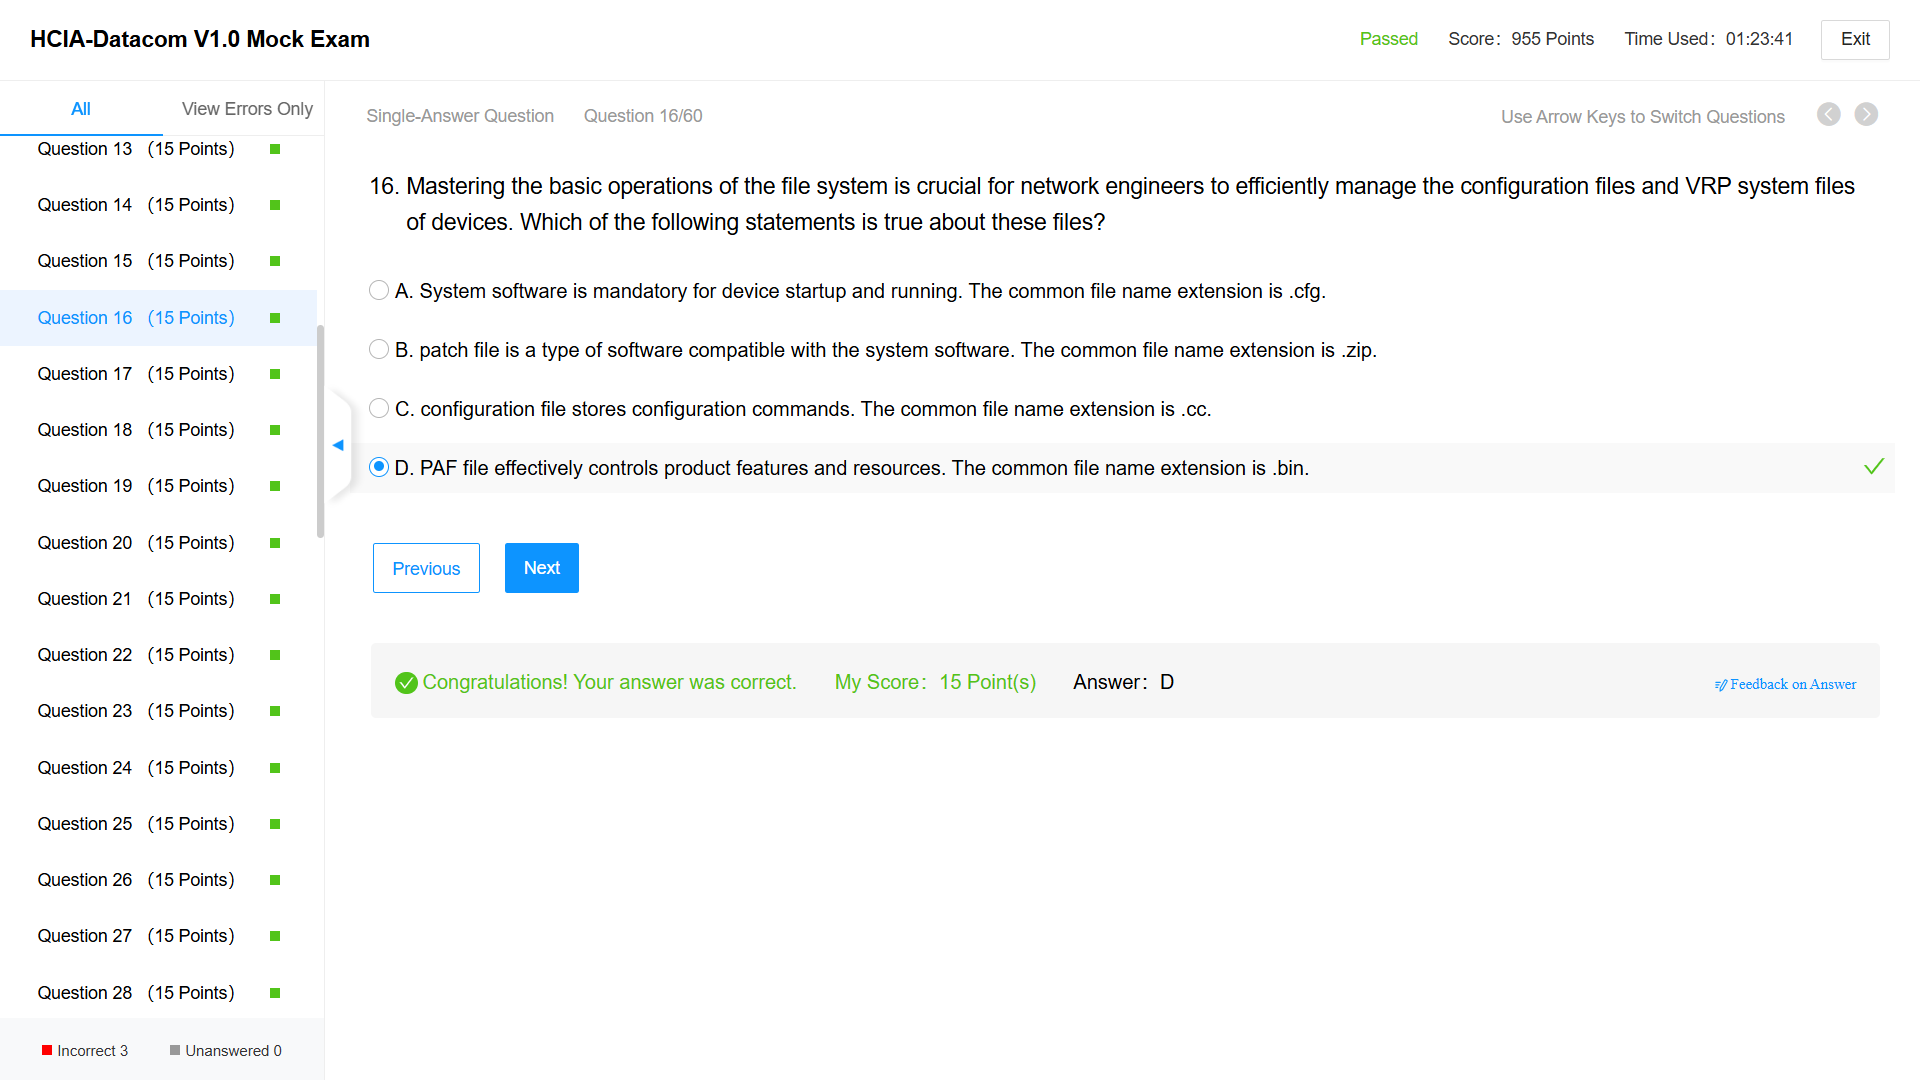 HCIA-Datacom V1.0 Mock Exam
Passed
Score: 955 Points
Time Used: 01:23:41
Exit
All
View Errors Only
Question 13 (15 Points)
Question 14 (15 Points)
Question 15 (15 Points)
Question 16 (15 Points)
Question 17 (15 Points)
Question 18 (15 Points)
Question 19 (15 Points)
Question 20 (15 Points)
Question 21 (15 Points)
Question 22 (15 Points)
Question 23 (15 Points)
Question 24 (15 Points)
Question 25 (15 Points)
Question 26 (15 Points)
Question 27 (15 Points)
Question 28 (15 Points)
Incorrect 3
Unanswered 0
Single-Answer Question
Question 16/60
Use Arrow Keys to Switch Questions
16. Mastering the basic operations of the file system is crucial for network engineers to efficiently manage the configuration files and VRP system files
of devices. Which of the following statements is true about these files?
A. System software is mandatory for device startup and running. The common file name extension is .cfg.
B. patch file is a type of software compatible with the system software. The common file name extension is .zip.
C. configuration file stores configuration commands. The common file name extension is .cc.
D. PAF file effectively controls product features and resources. The common file name extension is .bin.
Previous
Next
Congratulations! Your answer was correct.
My Score: 15 Point(s)
Answer: D
Feedback on Answer